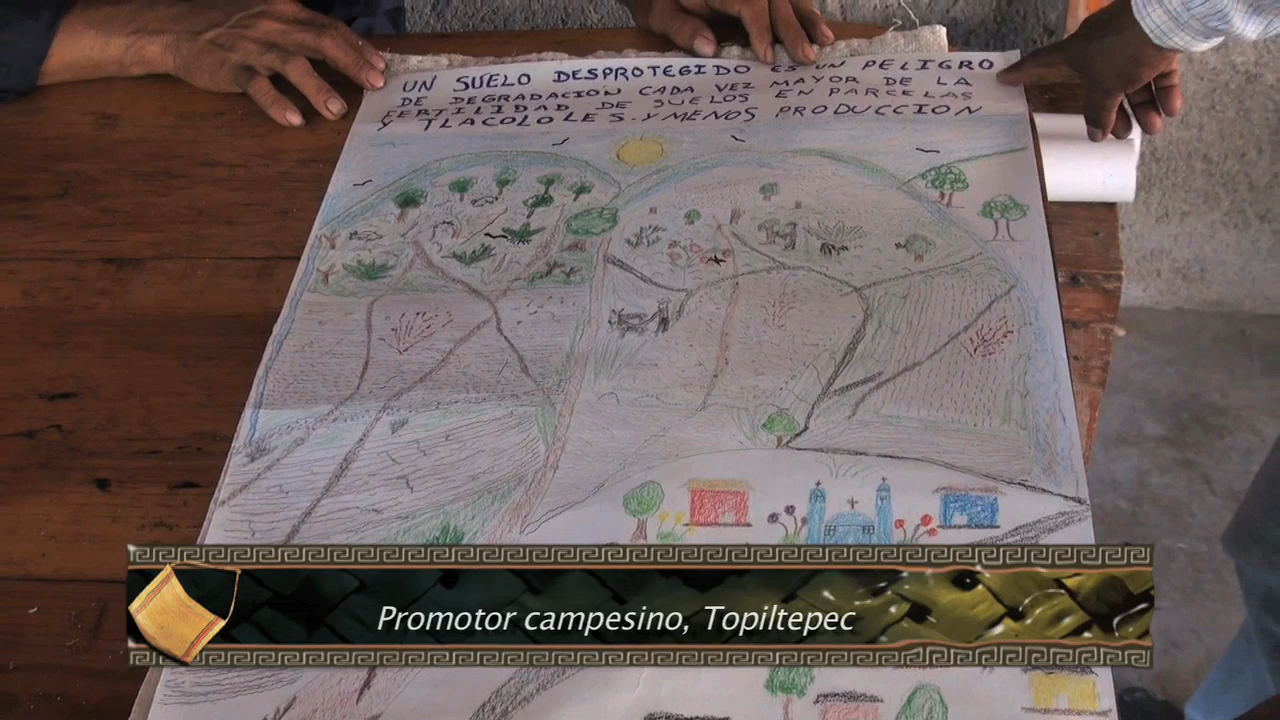 UN SUELO DESPROTEGIDO ES UN PELIGRO
DE DEGRADACIÓN CADA VEZ MAYOR DE LA
FERTILIDAD DE SUELOS EN PARCELAS
Y TLACOLOLES. Y MENOS PRODUCCION
Promotor campesino, Topiltepec